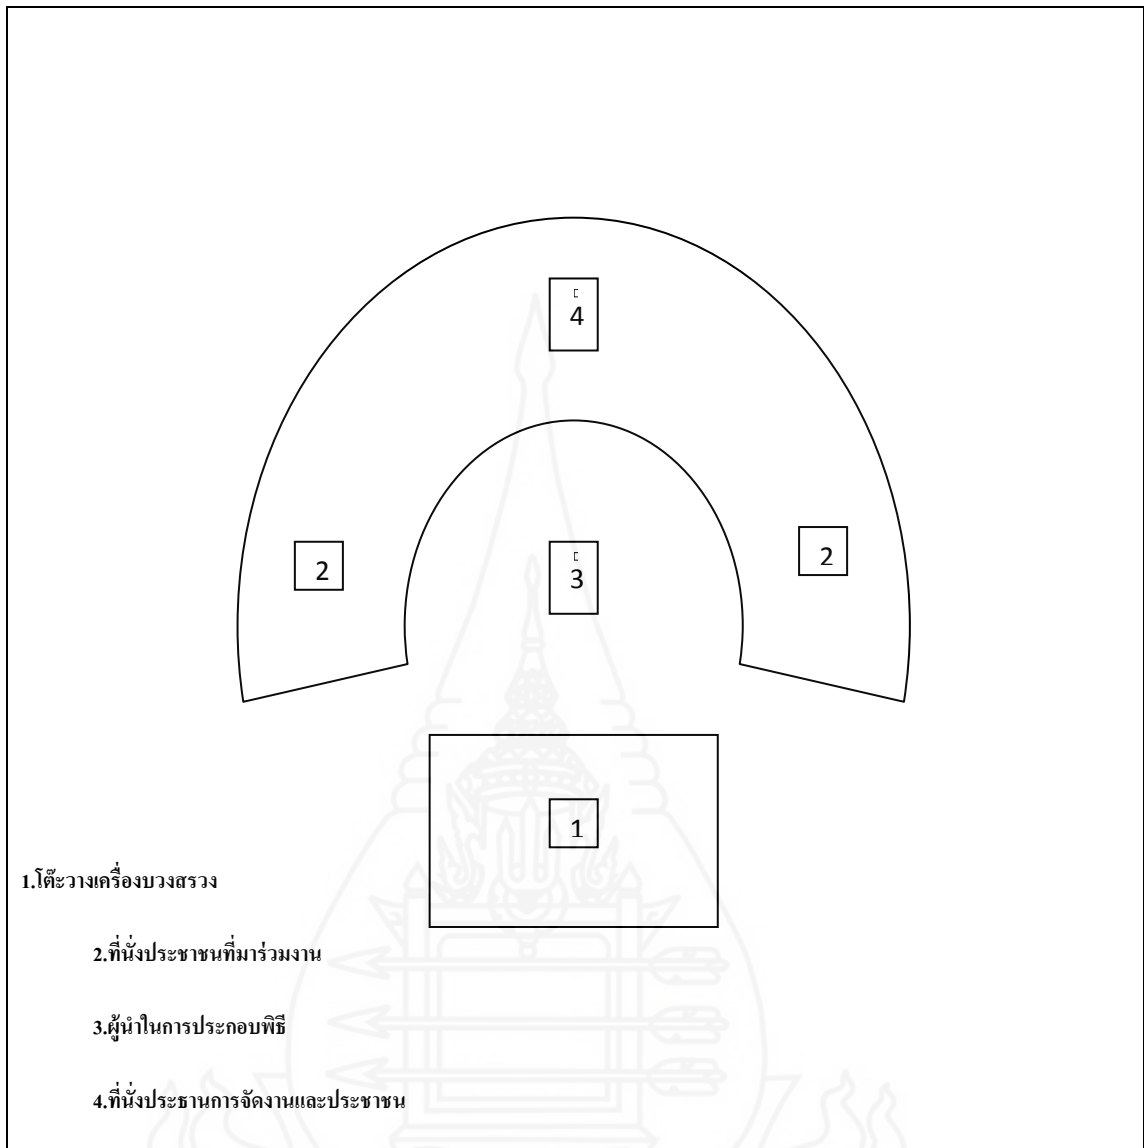 4
2
2
3
1
1.โต๊ะวางเครื่องบวงสรวง
2.ที่นั่งประชาชนที่มาร่วมงาน
3.ผู้นำในการประกอบพิธี
4.ที่นั่งประธานการจัดงานและประชาชน